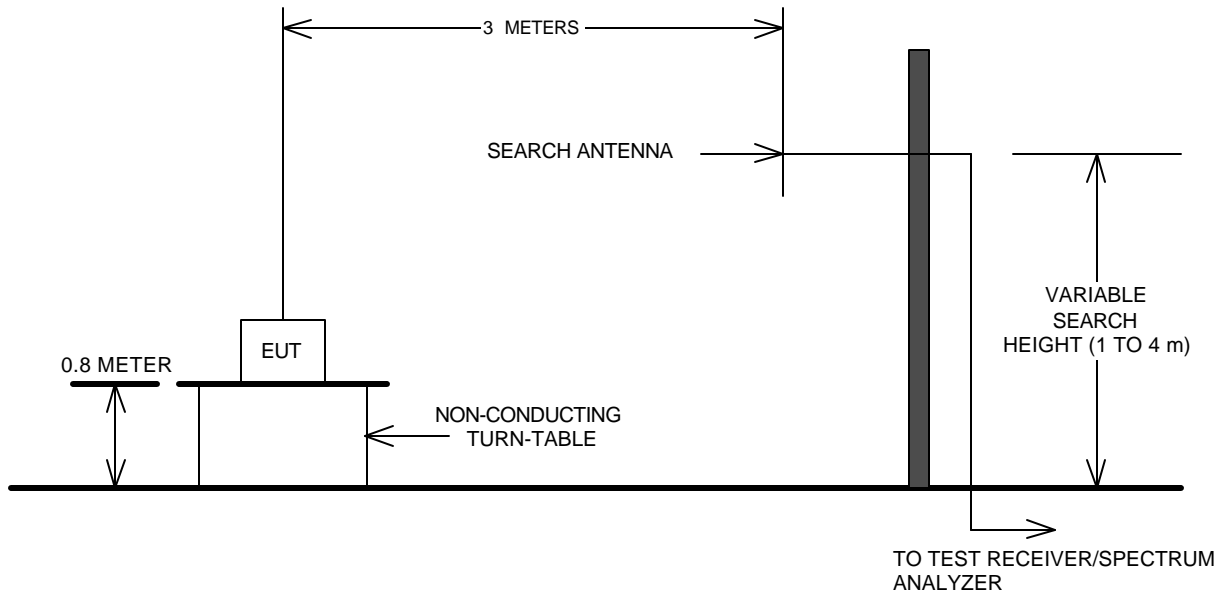 3 METERS
SEARCH ANTENNA
VARIABLE
SEARCH
HEIGHT (1 TO 4 m)
EUT
0.8 METER
NON-CONDUCTING
TURN-TABLE
TO TEST RECEIVER/SPECTRUM
ANALYZER